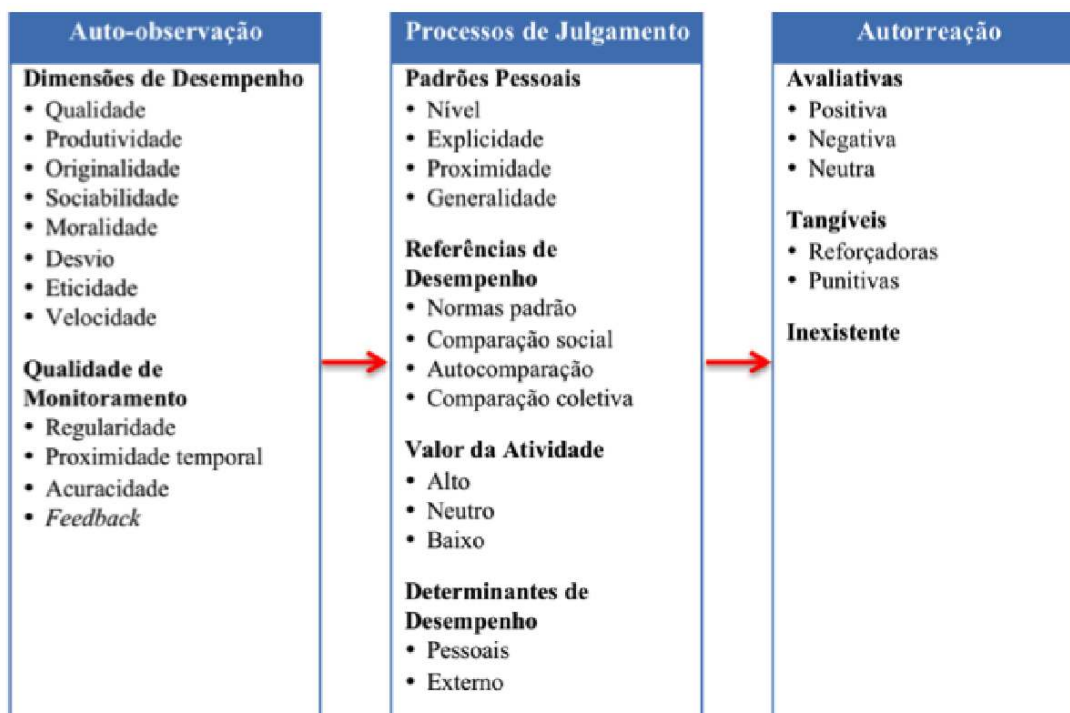 Auto-observação
Dimensões de Desempenho
• Qualidade
• Produtividade
• Originalidade
• Sociabilidade
• Moralidade
• Desvio
• Eticidade
• Velocidade
Qualidade de
Monitoramento
• Regularidade
• Proximidade temporal
• Acuracidade
• Feedback
Processos de Julgamento
Padrões Pessoais
• Nível
• Explicidade
• Proximidade
• Generalidade
Referências de
Desempenho
• Normas padrão
• Comparação social
• Autocomparação
• Comparação coletiva
Valor da Atividade
• Alto
• Neutro
• Baixo
Determinantes de
Desempenho
• Pessoais
• Externo
Autorreação
Avaliativas
• Positiva
• Negativa
• Neutra
Tangíveis
• Reforçadoras
• Punitivas
Inexistente